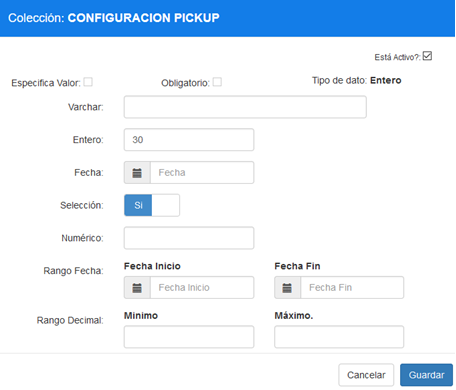 Colección: CONFIGURACION PICKUP
Está Activo?:
Especifica Valor: Obligatorio: Tipo de dato: Entero
Varchar:
Entero: 30
Fecha: Fecha
Selección: Si
Numérico:
Rango Fecha: Fecha Inicio Fecha Fin
Fecha Inicio Fecha Fin
Rango Decimal: Minimo Máximo.
Cancelar Guardar